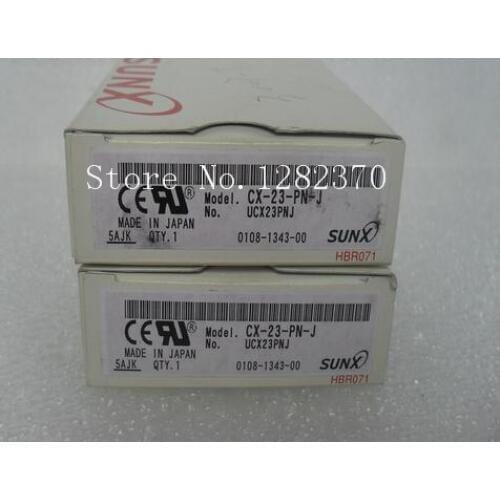 SUNX
Store No.1282370
CE
Model. CX-23-PN-J
No. UCX23PNJ
MADE IN JAPAN
5AJK QTY.1
0108-1343-00
SUNX
HBR071
CE
Model. CX-23-PN-J
No. UCX23PNJ
MADE IN JAPAN
5AJK QTY.1
0108-1343-00
SUNX
HBR071